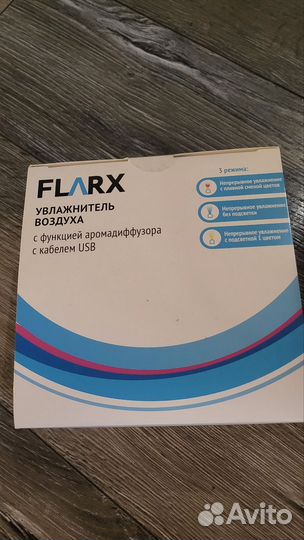 FLARX
УВЛАЖНИТЕЛЬ
ВОЗДУХА
с функцией аромадиффузора
с кабелем USB
3 режима:
Непрерывное увлажнение
с плавной сменой цветов
Непрерывное увлажнение
без подсветки
Непрерывное увлажнение
с подсветкой 1 цветом
Avito